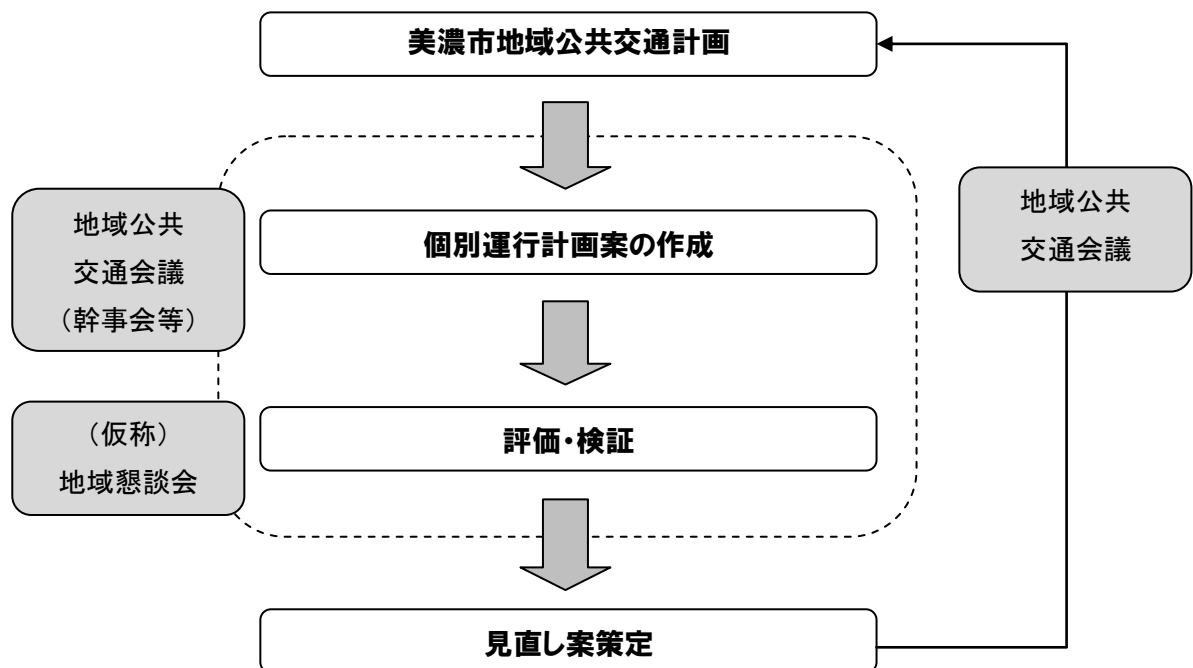 美濃市地域公共交通計画
地域公共
交通会議
（幹事会等）
個別運行計画案の作成
地域公共
交通会議
（仮称）
地域懇談会
評価・検証
見直し案策定